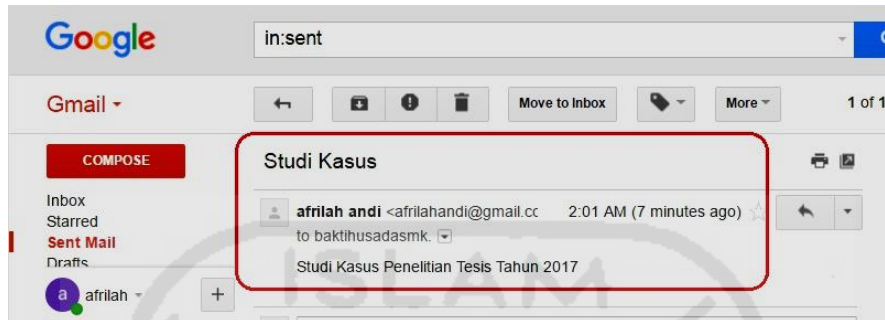 Google
in:sent
Gmail
Move to Inbox
More
1 of 1
COMPOSE
Studi Kasus
Inbox
Starred
Sent Mail
Drafts
afrilah andi <afrilahandi@gmail.cc 2:01 AM (7 minutes ago)
to baktihusadasmk.
Studi Kasus Penelitian Tesis Tahun 2017
a afrilah +
ISLAM